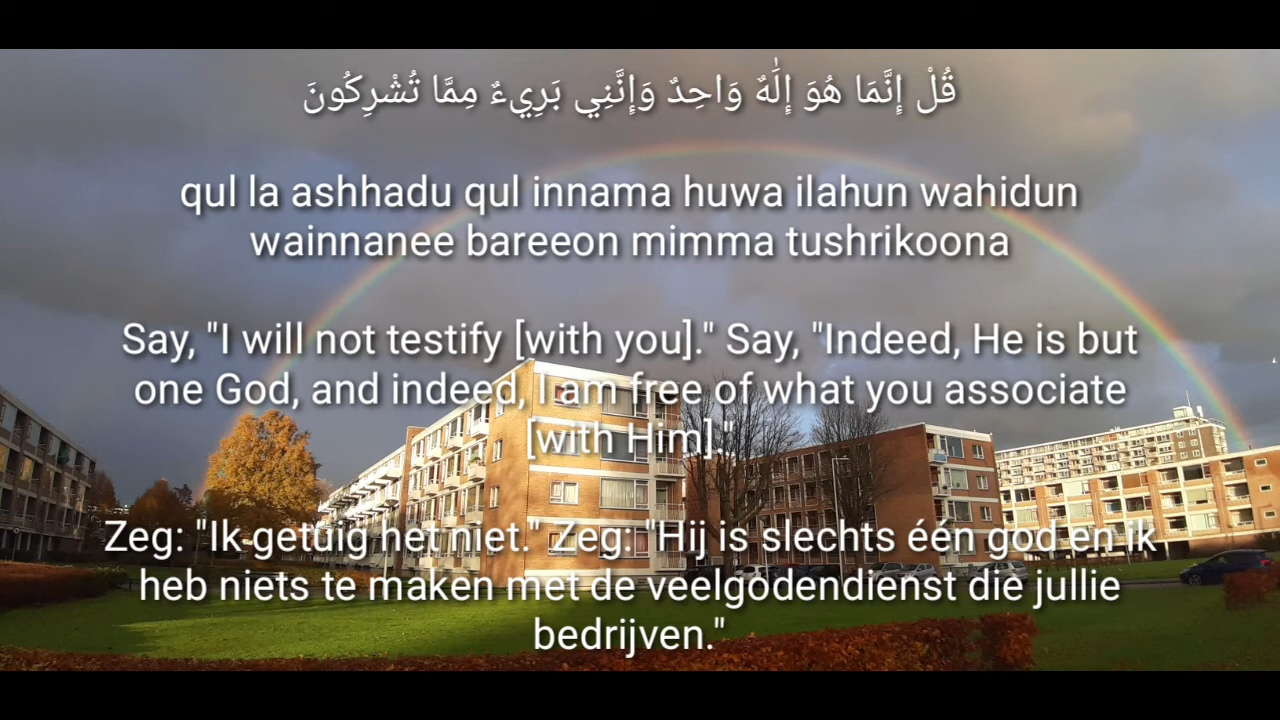 قُلْ إِنَّمَا هُوَ إِلَٰهٌ وَاحِدٌ وَإِنَّنِي بَرِيءٌ مِمَّا تُشْرِكُونَ
qul la ashhadu qul innama huwa ilahun wahidun
wainnanee bareeon mimma tushrikoona
Say, "I will not testify [with you]." Say, "Indeed, He is but
one God, and indeed, I am free of what you associate
[with Him]."
Zeg: "Ik getuig het niet." Zeg: "Hij is slechts één god en ik
heb niets te maken met de veelgodendienst die jullie
bedrijven."